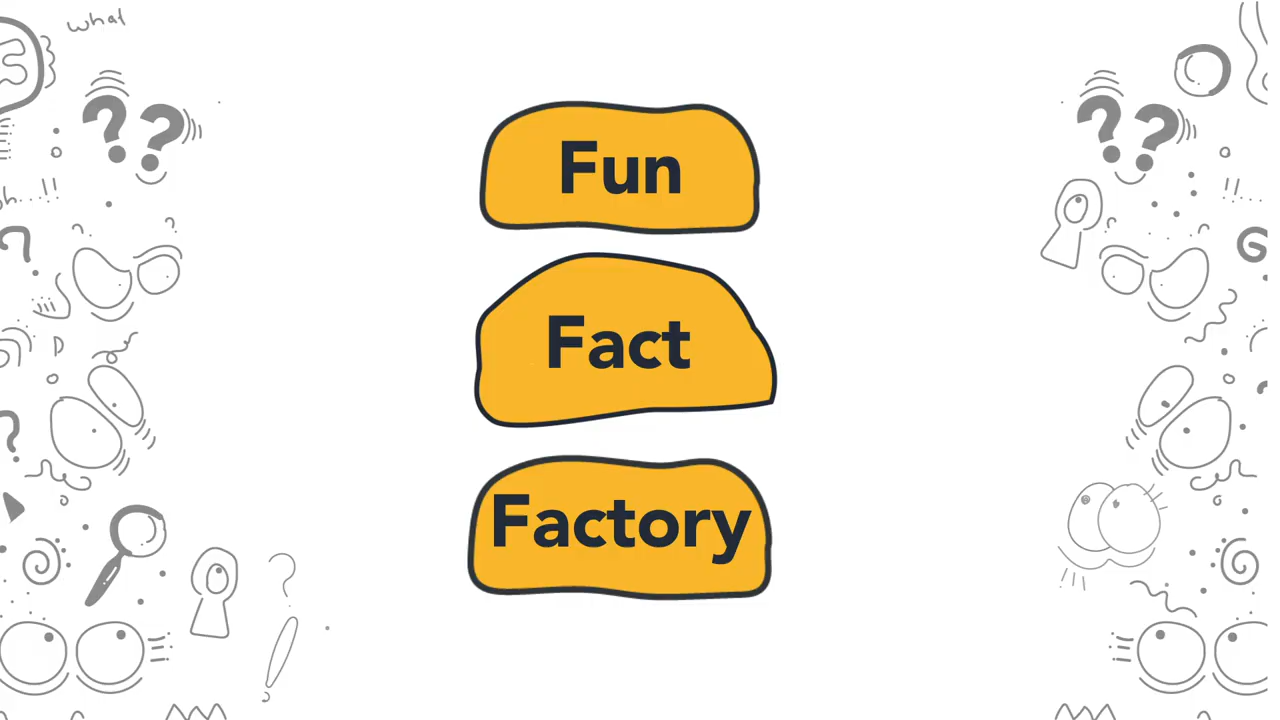 what
??
??
Fun
h...!!
!!....
?
?
?
?
Fact
?
Factory
?
!